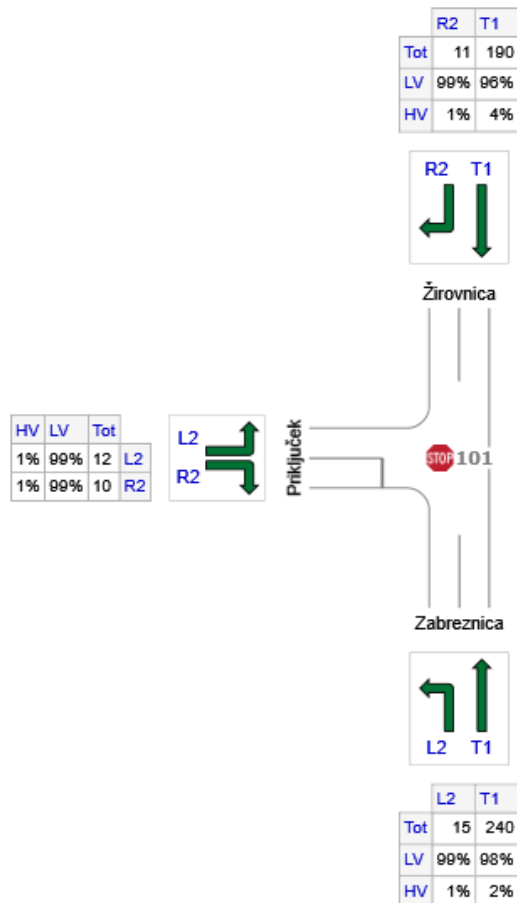 R2 T1
Tot 11 190
LV 99% 96%
HV 1% 4%
R2 T1
Žirovnica
HV LV Tot
1% 99% 12 L2
1% 99% 10 R2
L2
R2
Priključek
STOP 101
Zabreznica
L2 T1
L2 T1
Tot 15 240
LV 99% 98%
HV 1% 2%